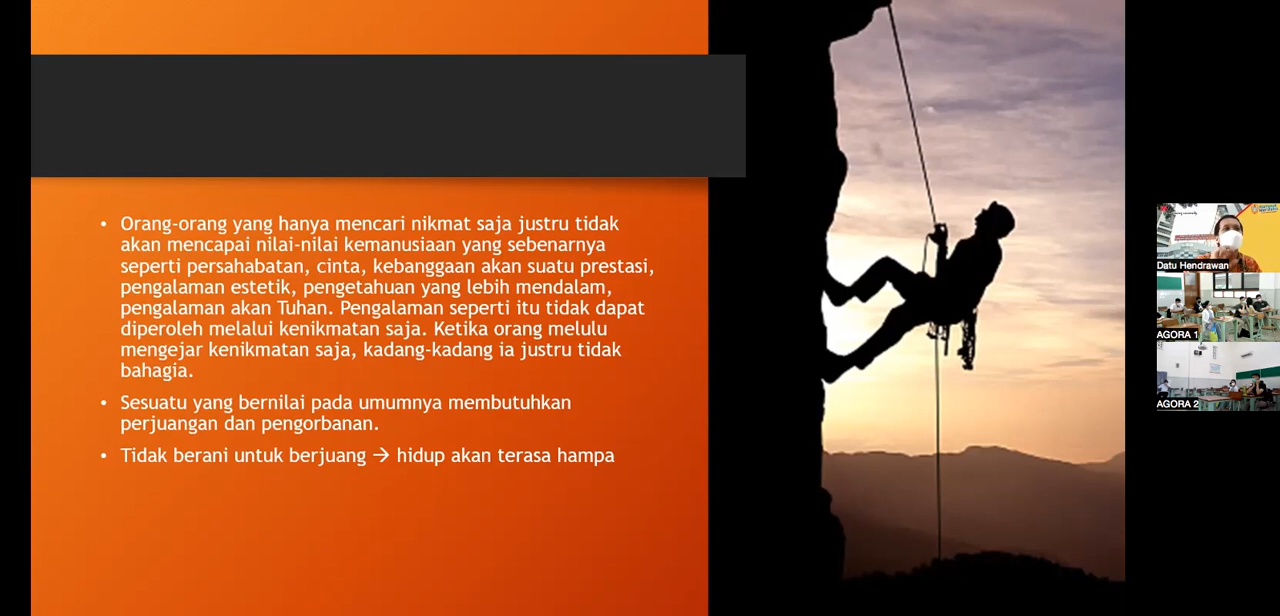 • Orang-orang yang hanya mencari nikmat saja justru tidak
akan mencapai nilai-nilai kemanusiaan yang sebenarnya
seperti persahabatan, cinta, kebanggaan akan suatu prestasi,
pengalaman estetik, pengetahuan yang lebih mendalam,
pengalaman akan Tuhan. Pengalaman seperti itu tidak dapat
diperoleh melalui kenikmatan saja. Ketika orang melulu
mengejar kenikmatan saja, kadang-kadang ia justru tidak
bahagia.
• Sesuatu yang bernilai pada umumnya membutuhkan
perjuangan dan pengorbanan.
• Tidak berani untuk berjuang → hidup akan terasa hampa
Datu Hendrawan
AGORA 1
AGORA 2